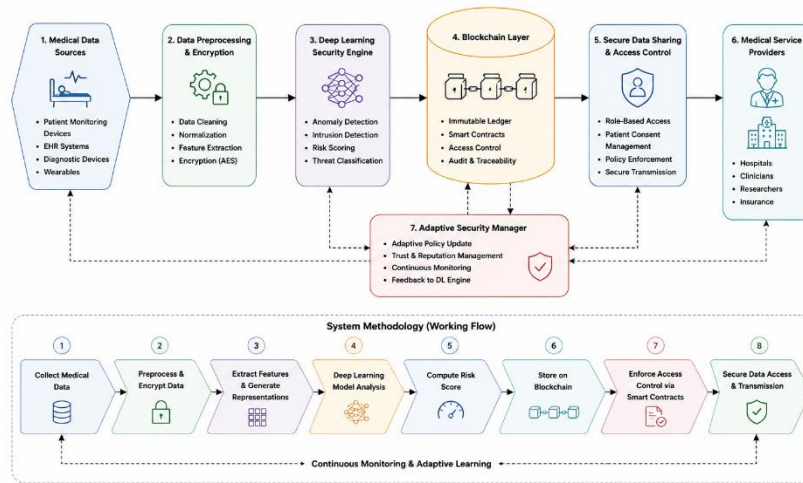 1. Medical Data
Sources
• Patient Monitoring
Devices
• EHR Systems
• Diagnostic Devices
• Wearables
2. Data Preprocessing
& Encryption
• Data Cleaning
• Normalization
• Feature Extraction
• Encryption (AES)
3. Deep Learning
Security Engine
• Anomaly Detection
• Intrusion Detection
• Risk Scoring
• Threat Classification
4. Blockchain Layer
• Immutable Ledger
• Smart Contracts
• Access Control
• Audit & Traceability
5. Secure Data Sharing
& Access Control
• Role-Based Access
• Patient Consent
Management
• Policy Enforcement
• Secure Transmission
6. Medical Service
Providers
• Hospitals
• Clinicians
• Researchers
• Insurance
7. Adaptive Security Manager
• Adaptive Policy Update
• Trust & Reputation Management
• Continuous Monitoring
• Feedback to DL Engine
System Methodology (Working Flow)
1
Collect Medical
Data
2
Preprocess &
Encrypt Data
3
Extract Features
& Generate
Representations
4
Deep Learning
Model Analysis
5
Compute Risk
Score
6
Store on
Blockchain
7
Enforce Access
Control via
Smart Contracts
8
Secure Data Access
& Transmission
Continuous Monitoring & Adaptive Learning